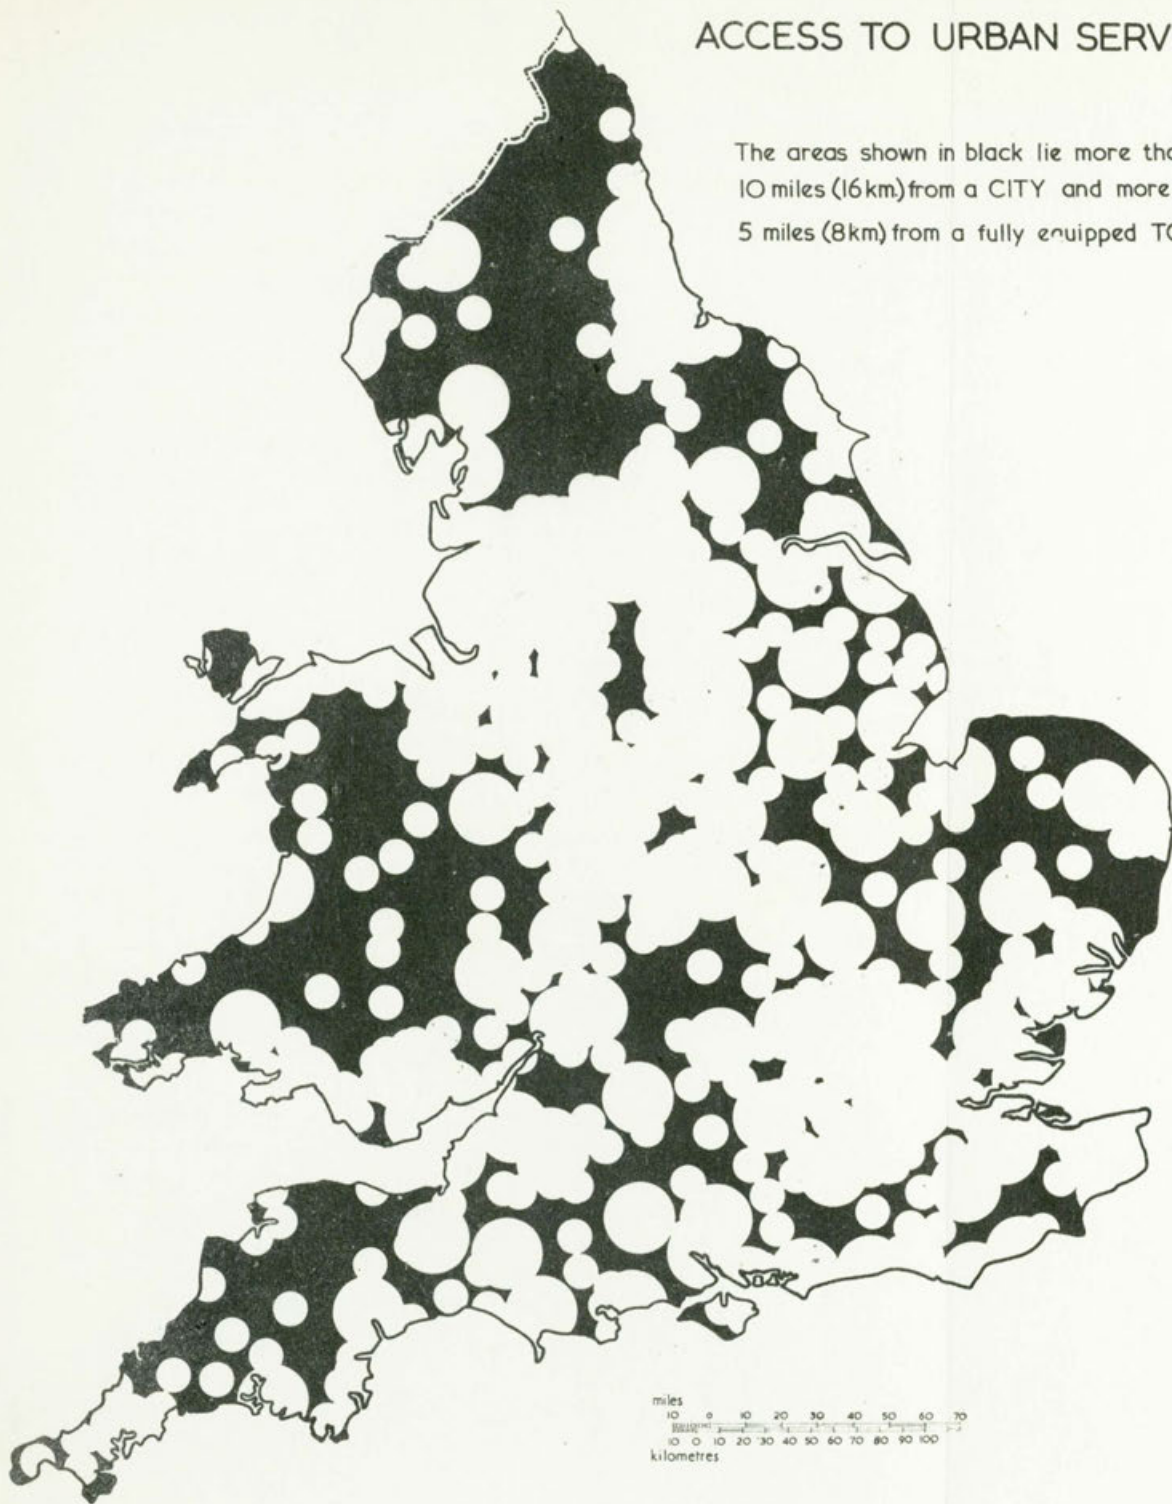 ACCESS TO URBAN SERV
The areas shown in black lie more tha
10 miles (16 km.) from a CITY and more
5 miles (8 km) from a fully equipped TO
miles
10 0 10 20 30 40 50 60 70
10 0 10 20 30 40 50 60 70 80 90 100
kilometres